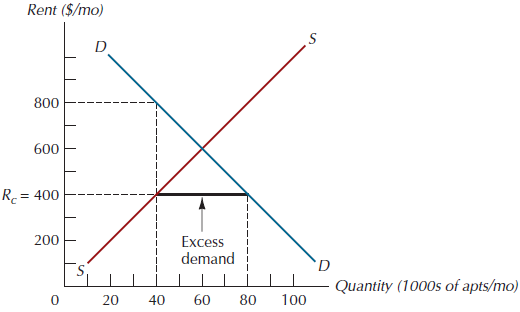 Rent ($/mo)
D
S
800
600
R_c = 400
200
Excess
demand
S
D
Quantity (1000s of apts/mo)
0 20 40 60 80 100